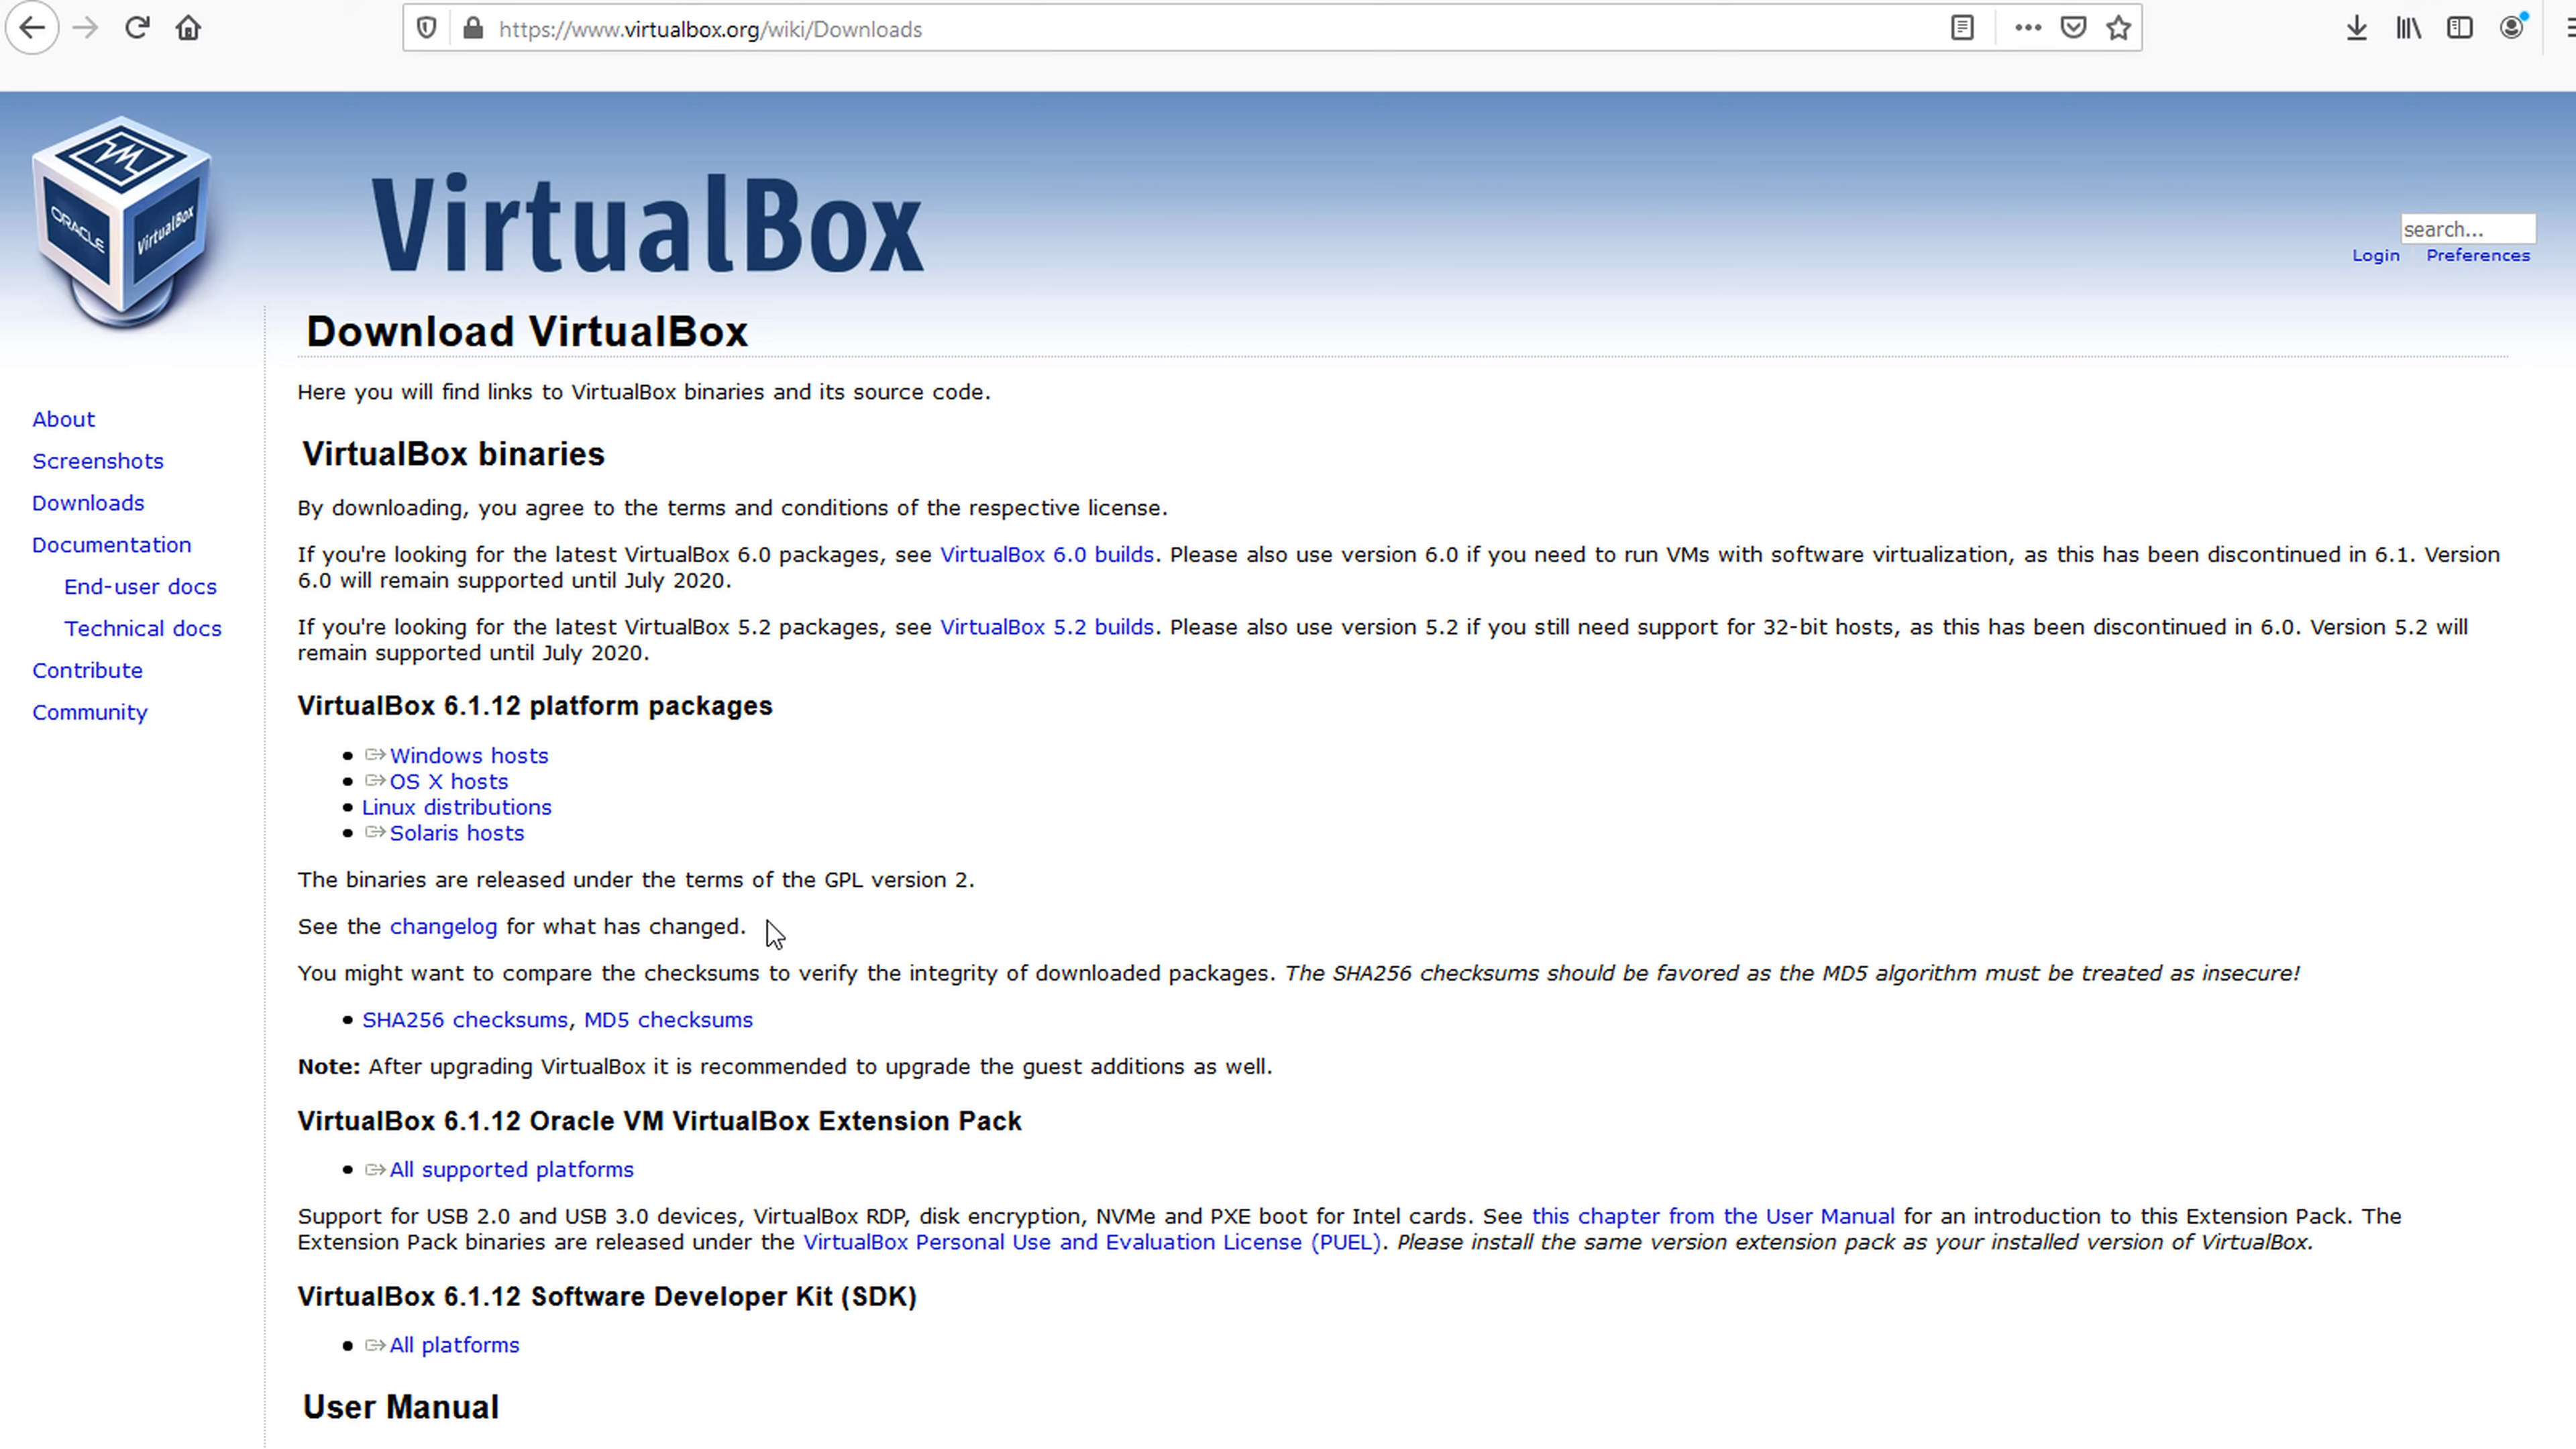 https://www.virtualbox.org/wiki/Downloads
ORACLE
VirtualBox
VirtualBox
search...
Login Preferences
Download VirtualBox
Here you will find links to VirtualBox binaries and its source code.
About
Screenshots
Downloads
Documentation
End-user docs
Technical docs
Contribute
Community
VirtualBox binaries
By downloading, you agree to the terms and conditions of the respective license.
If you're looking for the latest VirtualBox 6.0 packages, see VirtualBox 6.0 builds. Please also use version 6.0 if you need to run VMs with software virtualization, as this has been discontinued in 6.1. Version
6.0 will remain supported until July 2020.
If you're looking for the latest VirtualBox 5.2 packages, see VirtualBox 5.2 builds. Please also use version 5.2 if you still need support for 32-bit hosts, as this has been discontinued in 6.0. Version 5.2 will
remain supported until July 2020.
VirtualBox 6.1.12 platform packages
Windows hosts
OS X hosts
Linux distributions
Solaris hosts
The binaries are released under the terms of the GPL version 2.
See the changelog for what has changed.
You might want to compare the checksums to verify the integrity of downloaded packages. The SHA256 checksums should be favored as the MD5 algorithm must be treated as insecure!
SHA256 checksums, MD5 checksums
Note: After upgrading VirtualBox it is recommended to upgrade the guest additions as well.
VirtualBox 6.1.12 Oracle VM VirtualBox Extension Pack
All supported platforms
Support for USB 2.0 and USB 3.0 devices, VirtualBox RDP, disk encryption, NVMe and PXE boot for Intel cards. See this chapter from the User Manual for an introduction to this Extension Pack. The
Extension Pack binaries are released under the VirtualBox Personal Use and Evaluation License (PUEL). Please install the same version extension pack as your installed version of VirtualBox.
VirtualBox 6.1.12 Software Developer Kit (SDK)
All platforms
User Manual